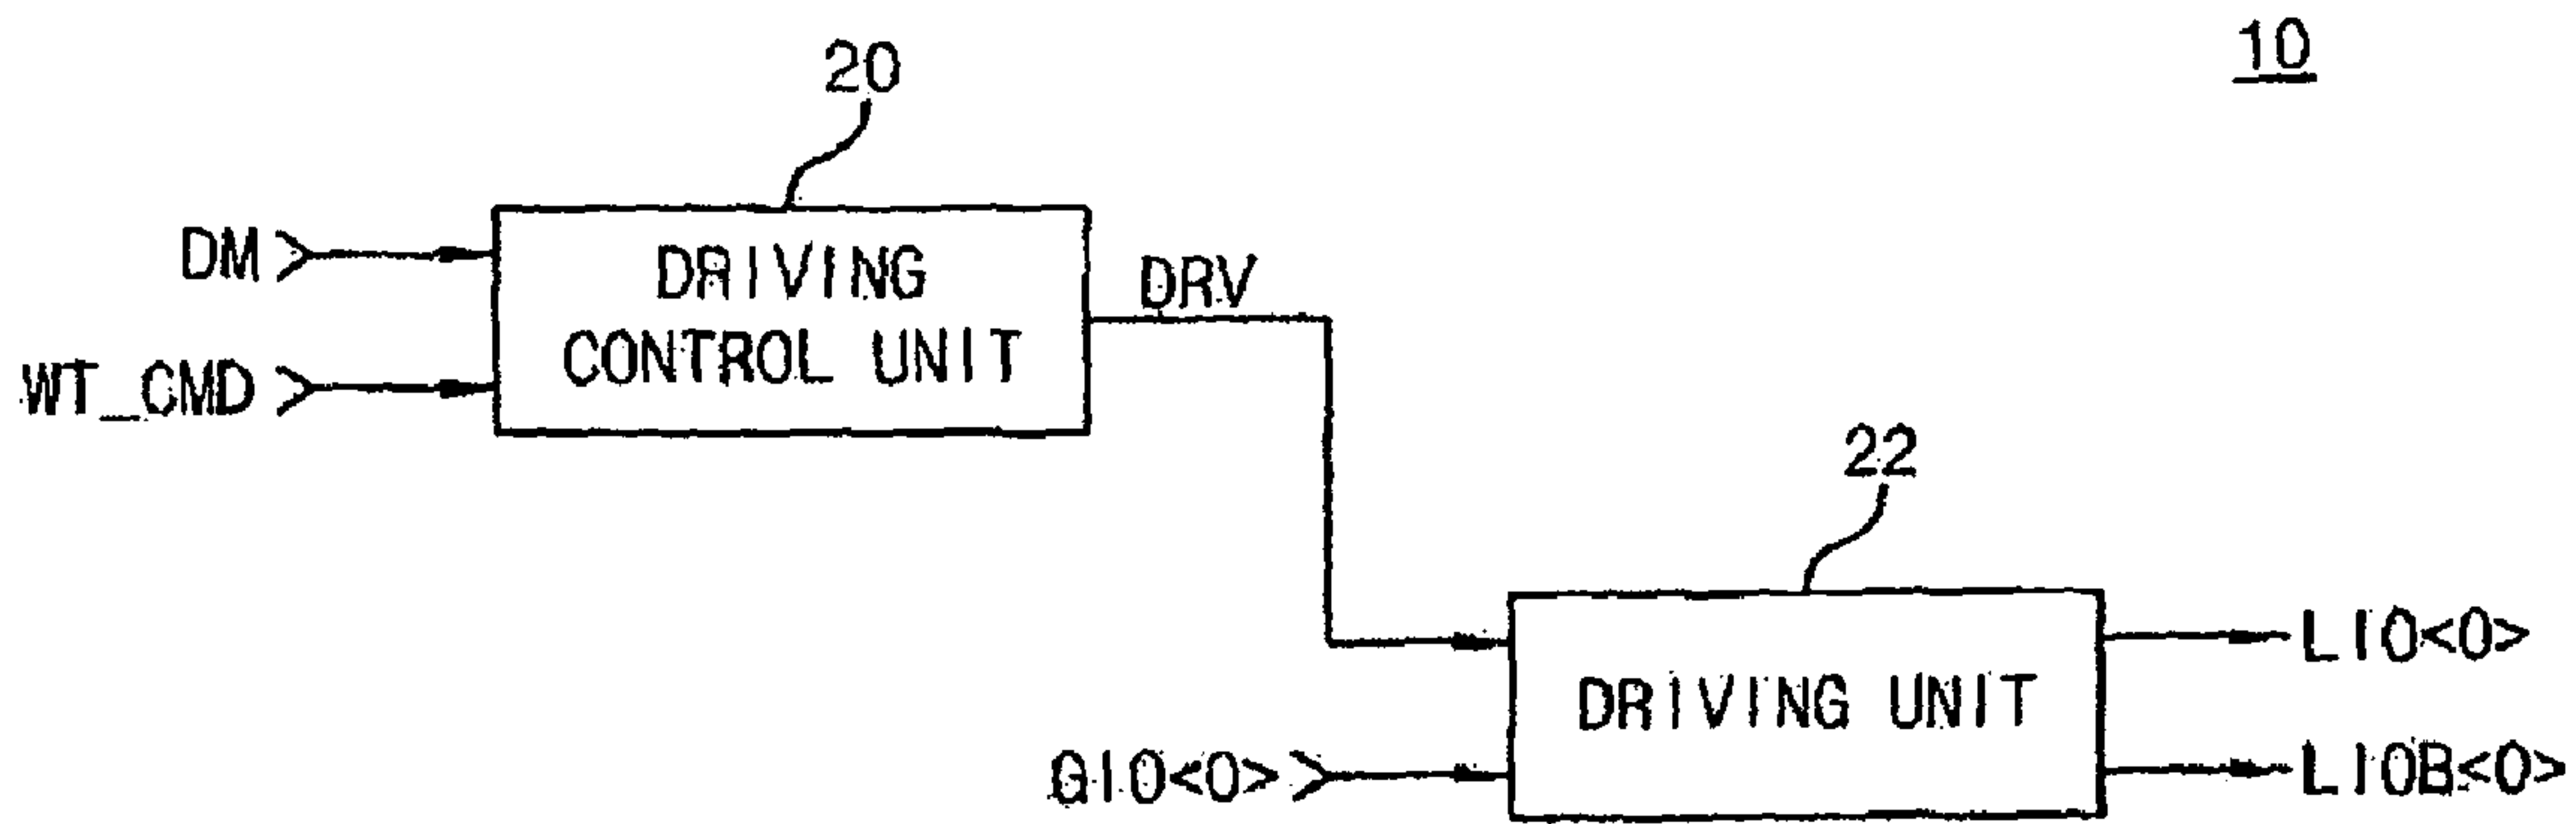 10
20
DM
DRIVING
CONTROL UNIT
DRV
WT_CMD
22
LIO<0>
DRIVING UNIT
GIO<0>
LIOB<0>